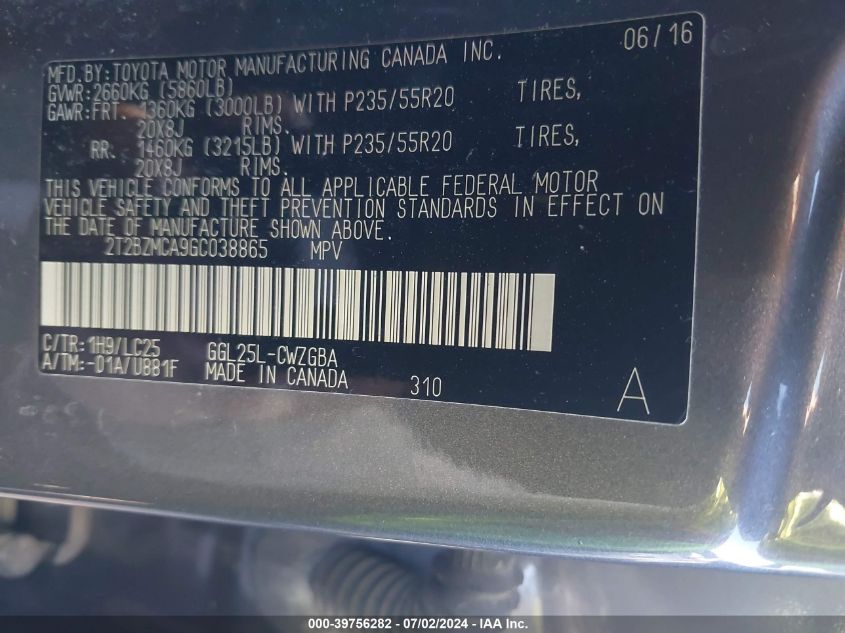 06/16
MFD.BY:TOYOTA MOTOR MANUFACTURING CANADA INC.
GVWR:2660KG (5860LB)
GAWR:FRT. 1360KG (3000LB) WITH P235/55R20 TIRES,
20X8J RIMS.
RR. 1460KG (3215LB) WITH P235/55R20 TIRES,
20X8J RIMS.
THIS VEHICLE CONFORMS TO ALL APPLICABLE FEDERAL MOTOR
VEHICLE SAFETY AND THEFT PREVENTION STANDARDS IN EFFECT ON
THE DATE OF MANUFACTURE SHOWN ABOVE.
2T2BZMCA9GC038865 MPV
C/TR:1H9/LC25 GGL25L-CWZGBA
A/TM:-01A/U881F MADE IN CANADA 310 A
000-39756282 - 07/02/2024 - IAA Inc.